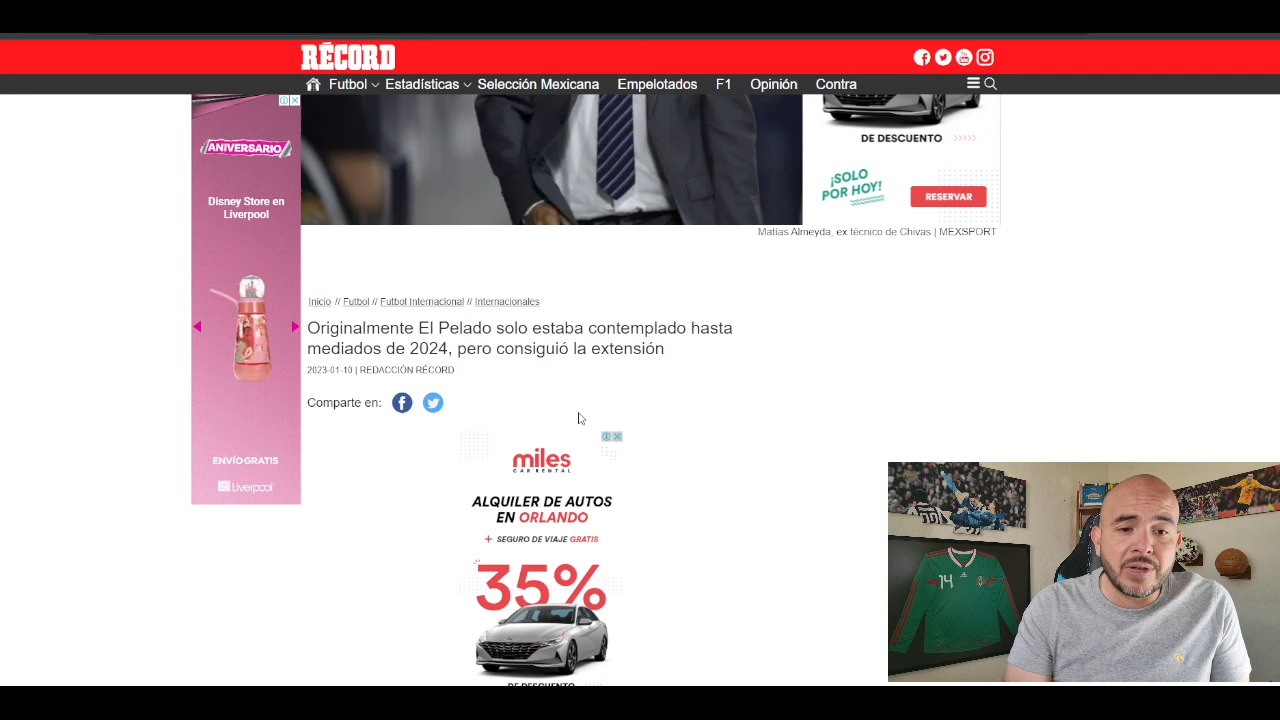 RÉCORD
Futbol
Estadísticas
Selección Mexicana
Empelotados
F1
Opinión
Contra
ANIVERSARIO
Disney Store en
Liverpool
ENVÍO GRATIS
Liverpool
DE DESCUENTO >>>>>
¡SOLO
POR HOY!
RESERVAR
Matías Almeyda, ex técnico de Chivas | MEXSPORT
Inicio // Futbol // Futbol Internacional // Internacionales
Originalmente El Pelado solo estaba contemplado hasta
mediados de 2024, pero consiguió la extensión
2023-01-10 | REDACCIÓN RÉCORD
Comparte en:
miles
CAR RENTAL
ALQUILER DE AUTOS
EN ORLANDO
+ SEGURO DE VIAJE GRATIS
35%
DE DESCUENTO
14